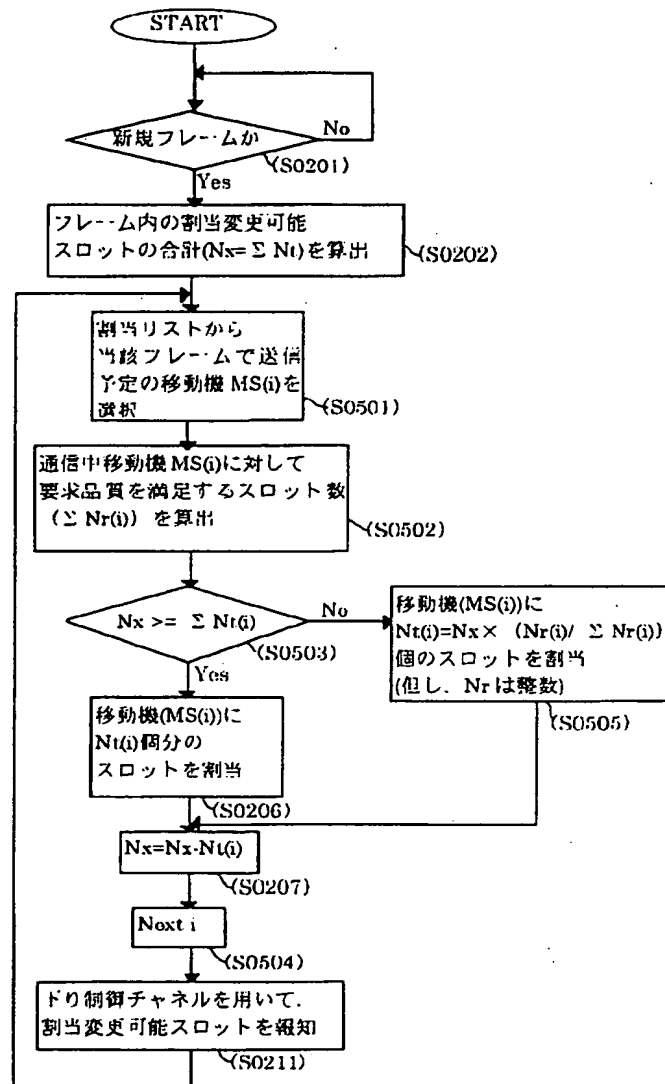 START
新規フレームか
No
(S0201)
Yes
フレーム内の割当変更可能
スロットの合計(Nx=Σ Nt)を算出
(S0202)
割当リストから
当該フレームで送信
予定の移動機 MS(i)を
選択
(S0501)
通信中移動機 MS(i)に対して
要求品質を満足するスロット数
(Σ Nr(i)) を算出
(S0502)
Nx >= Σ Nt(i)
No
(S0503)
Yes
移動機(MS(i))に
Nt(i)=Nx× (Nr(i)/ Σ Nr(i))
個のスロットを割当
(但し、Nr は整数)
(S0505)
移動機(MS(i))に
Nt(i)個分の
スロットを割当
(S0206)
Nx=Nx-Nt(i)
(S0207)
Next i
(S0504)
下り制御チャネルを用いて、
割当変更可能スロットを報知
(S0211)